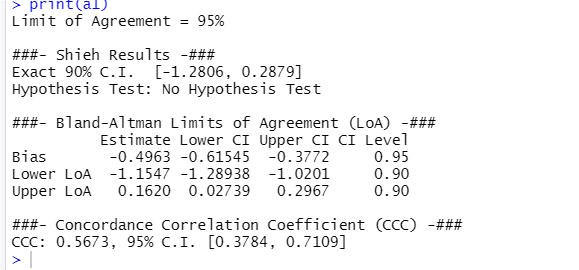 > print(a1)
Limit of Agreement = 95%
###- Shieh Results -###
Exact 90% C.I.  [-1.2806, 0.2879]
Hypothesis Test: No Hypothesis Test
###- Bland-Altman Limits of Agreement (LoA) -###
          Estimate Lower CI Upper CI CI Level
Bias       -0.4963 -0.61545  -0.3772     0.95
Lower LoA  -1.1547 -1.28938  -1.0201     0.90
Upper LoA   0.1620  0.02739   0.2967     0.90
###- Concordance Correlation Coefficient (CCC) -###
CCC: 0.5673, 95% C.I. [0.3784, 0.7109]
>